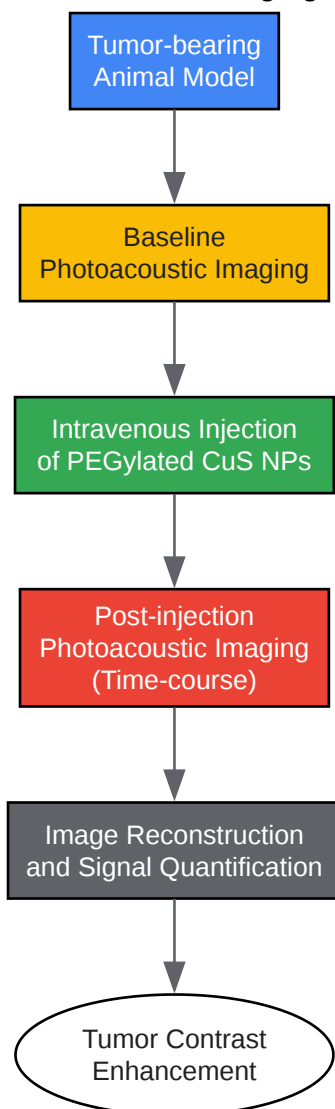 Tumor-bearing
Animal Model
Baseline
Photoacoustic Imaging
Intravenous Injection
of PEGylated CuS NPs
Post-injection
Photoacoustic Imaging
(Time-course)
Image Reconstruction
and Signal Quantification
Tumor Contrast
Enhancement